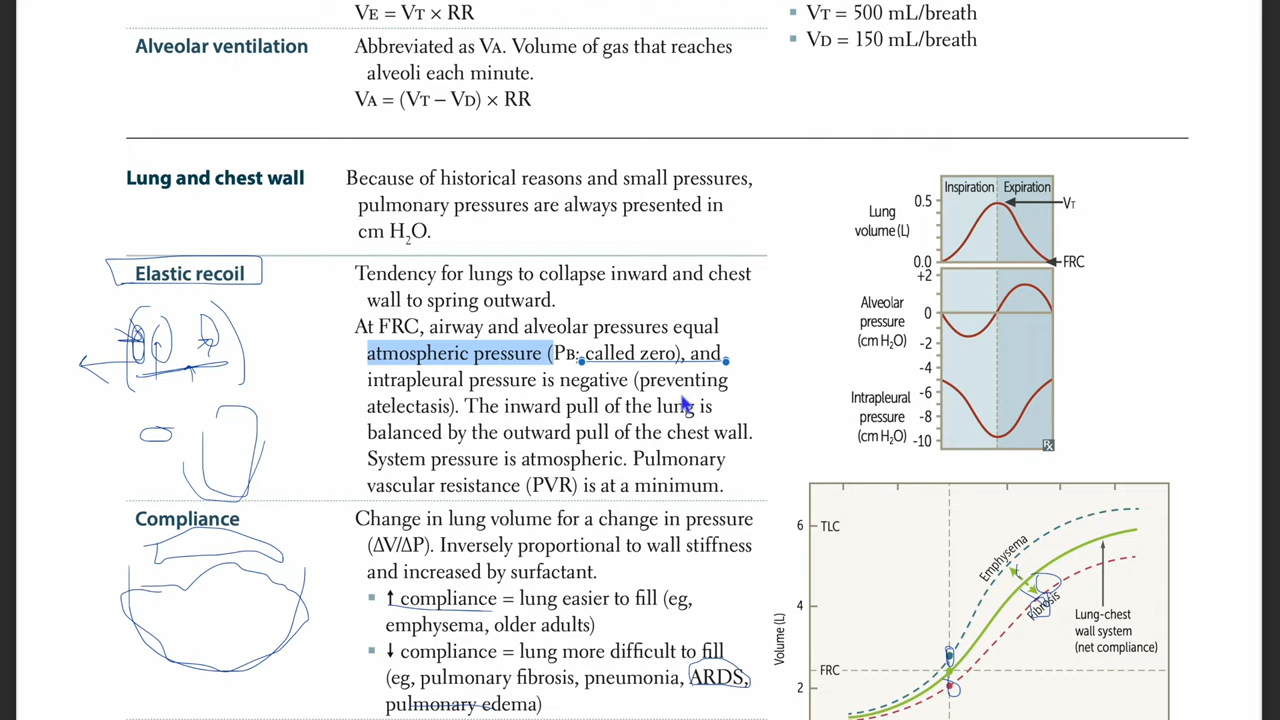 VE = VT × RR
▪ VT = 500 mL/breath
Alveolar ventilation
Abbreviated as VA. Volume of gas that reaches
alveoli each minute.
VA = (VT – VD) × RR
▪ VD = 150 mL/breath
Lung and chest wall
Because of historical reasons and small pressures,
pulmonary pressures are always presented in
cm H₂O.
Elastic recoil
Tendency for lungs to collapse inward and chest
wall to spring outward.
At FRC, airway and alveolar pressures equal
atmospheric pressure (PB; called zero), and
intrapleural pressure is negative (preventing
atelectasis). The inward pull of the lung is
balanced by the outward pull of the chest wall.
System pressure is atmospheric. Pulmonary
vascular resistance (PVR) is at a minimum.
Compliance
Change in lung volume for a change in pressure
(ΔV/ΔP). Inversely proportional to wall stiffness
and increased by surfactant.
▪ ↑ compliance = lung easier to fill (eg,
emphysema, older adults)
▪ ↓ compliance = lung more difficult to fill
(eg, pulmonary fibrosis, pneumonia, ARDS,
pulmonary edema)
Inspiration Expiration
Lung
volume (L)
0.5
0.0
VT
FRC
Alveolar
pressure
(cm H₂O)
+2
0
-2
-4
Intrapleural
pressure
(cm H₂O)
-6
-8
-10
Rx
Volume (L)
6 TLC
4
FRC
2
Emphysema
Fibrosis
Lung-chest
wall system
(net compliance)